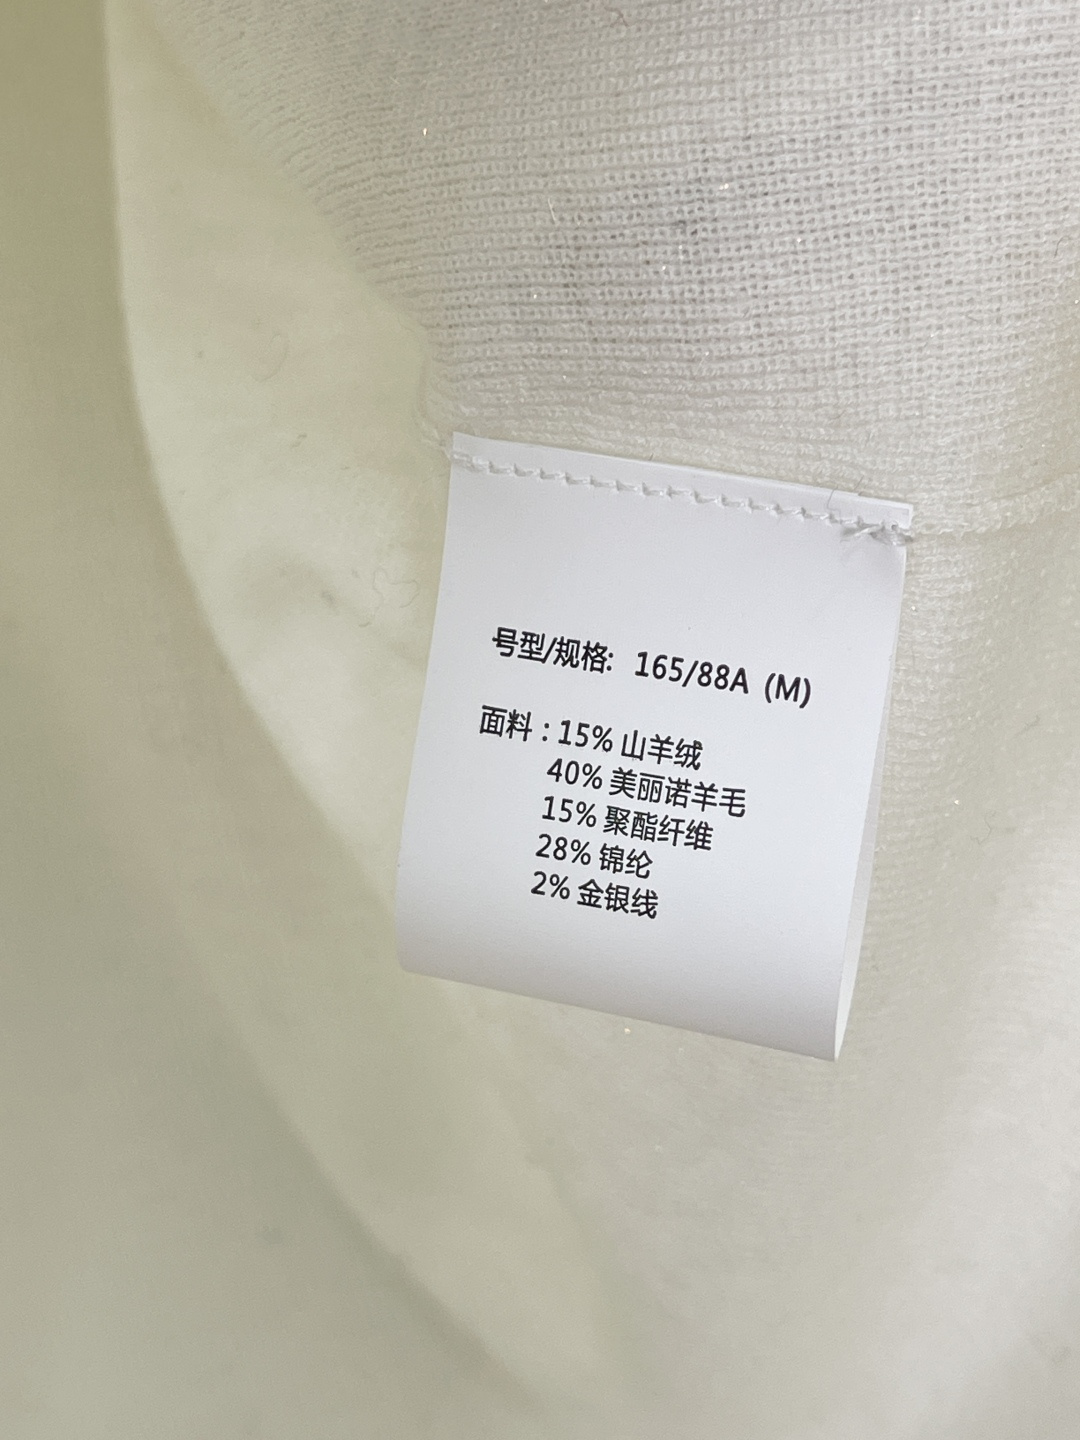 号型/规格: 165/88A (M)
面料：15% 山羊绒
40% 美丽诺羊毛
15% 聚酯纤维
28% 锦纶
2% 金银线